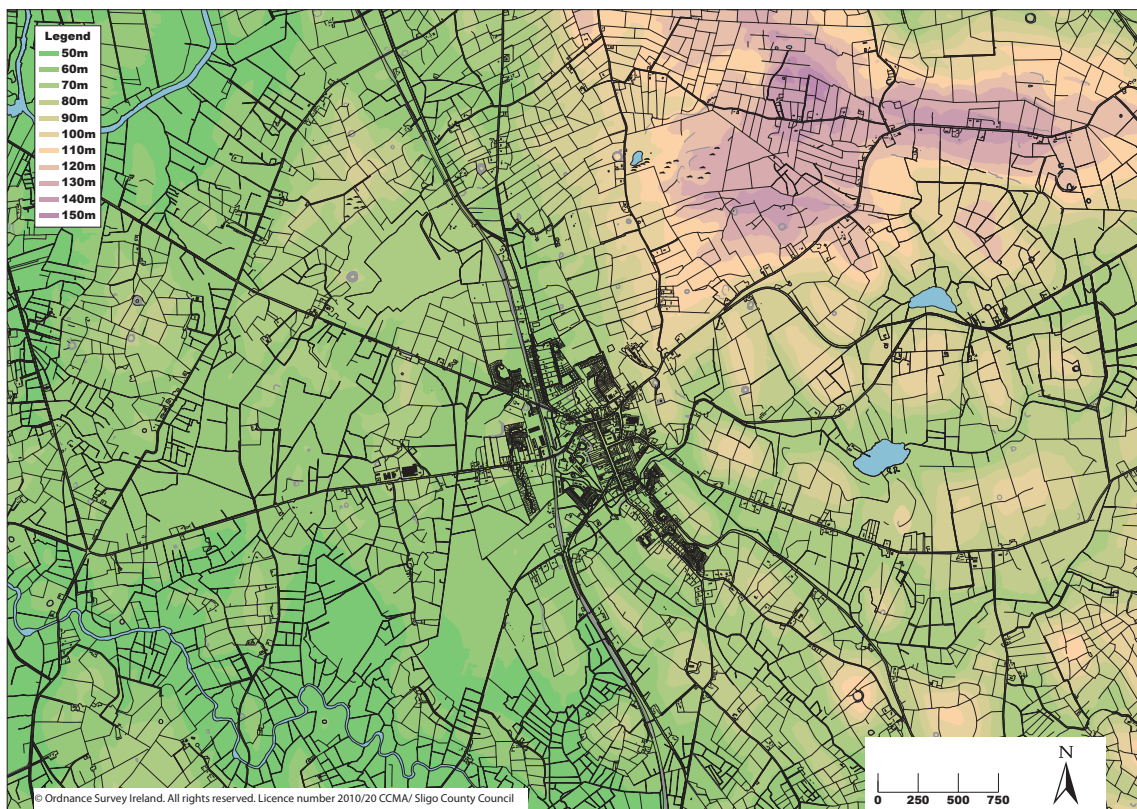 Legend
50m
60m
70m
80m
90m
100m
110m
120m
130m
140m
150m
N
0 250 500 750
© Ordnance Survey Ireland. All rights reserved. Licence number 2010/20 CCMA/ Sligo County Council